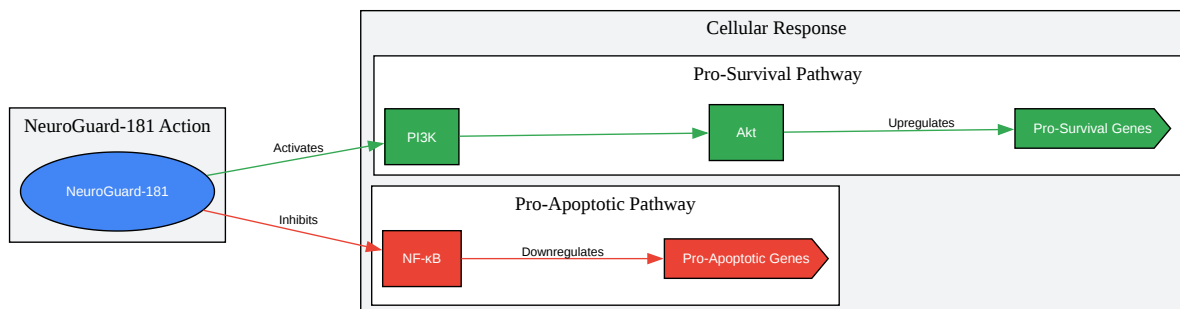 Cellular Response
Pro-Survival Pathway
NeuroGuard-181 Action
NeuroGuard-181
Activates
PI3K
Akt
Upregulates
Pro-Survival Genes
Inhibits
Pro-Apoptotic Pathway
NF-κB
Downregulates
Pro-Apoptotic Genes